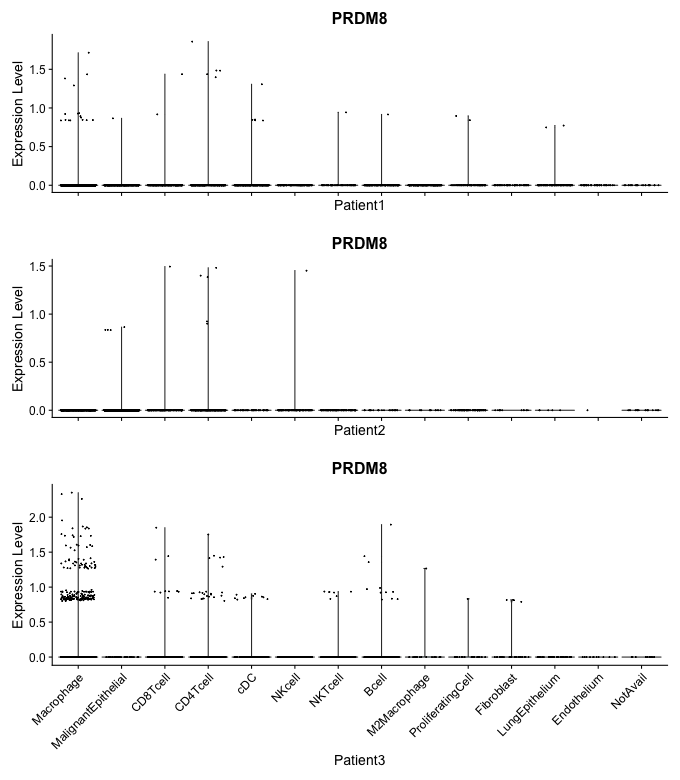 PRDM8
Expression Level
1.5
1.0
0.5
0.0
Patient1
PRDM8
Expression Level
1.5
1.0
0.5
0.0
Patient2
PRDM8
Expression Level
2.0
1.5
1.0
0.5
0.0
Macrophage
MalignantEpithelial
CD8Tcell
CD4Tcell
cDC
NKcell
NKTcell
Bcell
M2Macrophage
ProliferatingCell
Fibroblast
LungEpithelium
Endothelium
NotAvail
Patient3